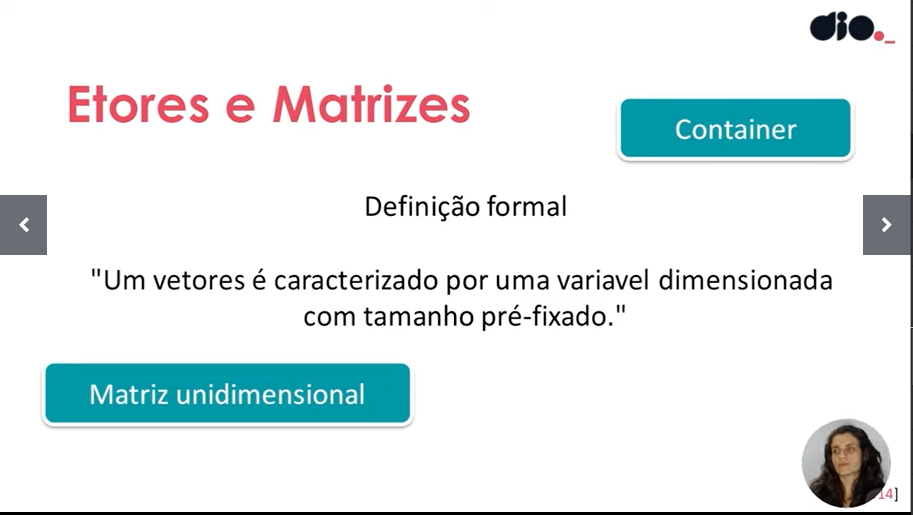 dio._
Etores e Matrizes
Container
Definição formal
"Um vetores é caracterizado por uma variavel dimensionada
com tamanho pré-fixado."
Matriz unidimensional
14]